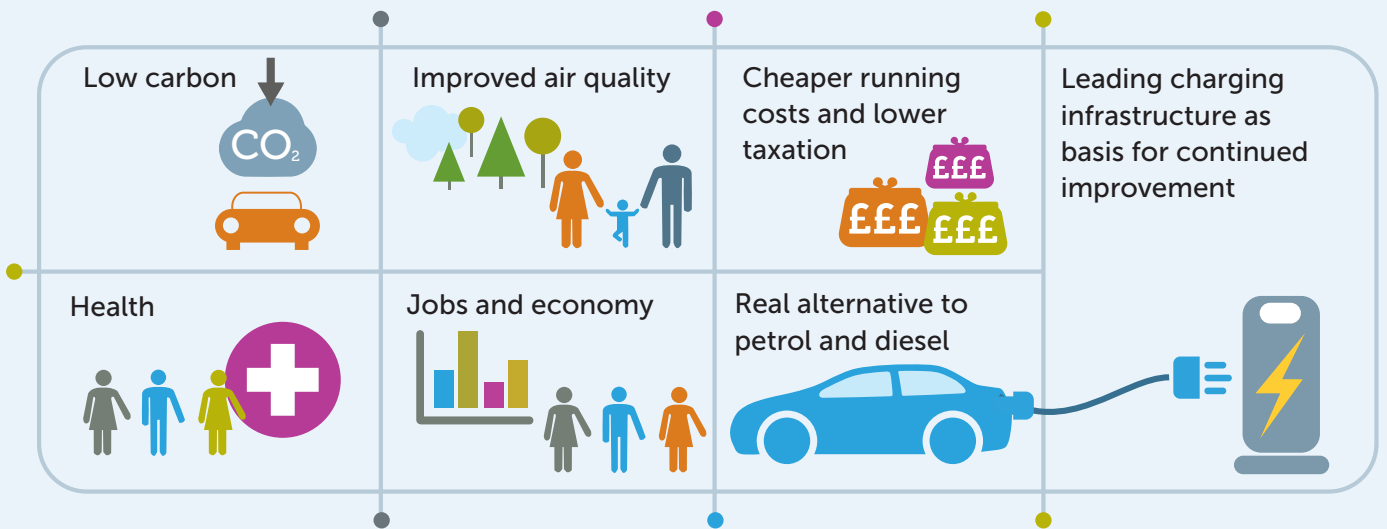 Low carbon
CO₂
Improved air quality
Cheaper running
costs and lower
taxation
£££
£££
£££
Leading charging
infrastructure as
basis for continued
improvement
Health
Jobs and economy
Real alternative to
petrol and diesel